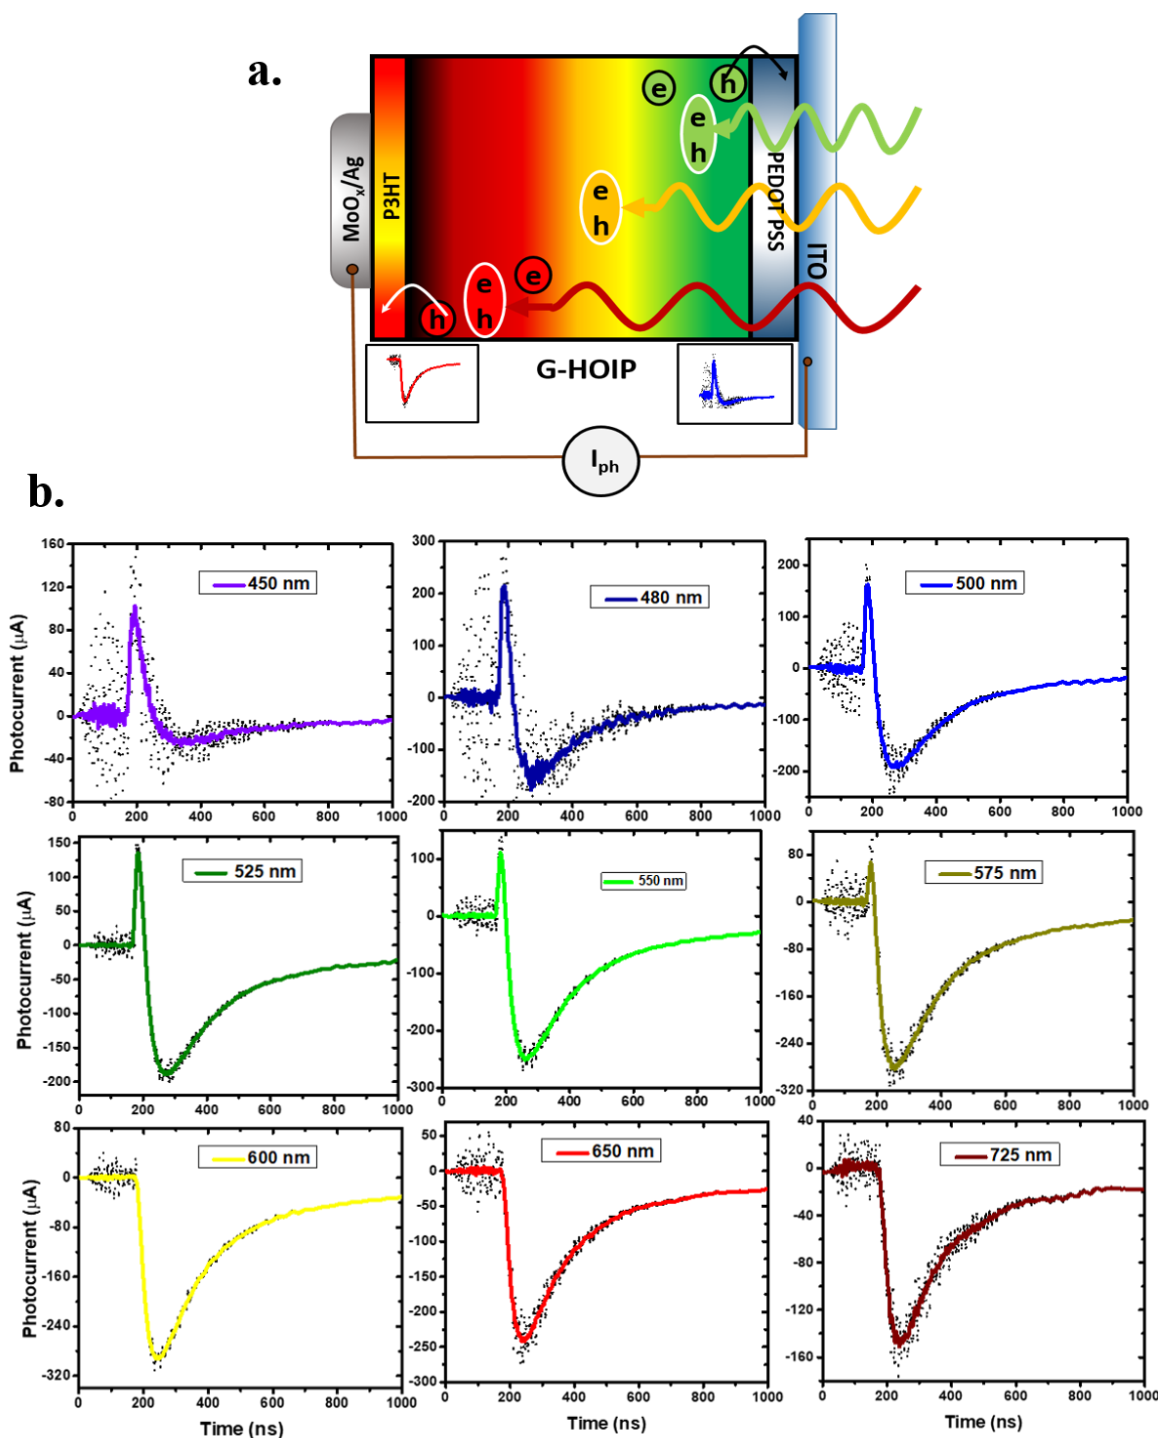 a.
MoOx/Ag
P3HT
e
h
e
h
e
h
e
e
h
h
PEDOT PSS
ITO
G-HOIP
Iph
b.
Photocurrent (μA)
160
120
80
40
0
-40
-80
450 nm
0 200 400 600 800 1000
300
200
100
0
-100
-200
480 nm
0 200 400 600 800 1000
200
100
0
-100
-200
500 nm
0 200 400 600 800 1000
Photocurrent (μA)
150
125
100
75
50
25
0
-25
-50
-75
-100
-125
-150
-175
-200
525 nm
0 200 400 600 800 1000
100
0
-100
-200
-300
550 nm
0 200 400 600 800 1000
80
0
-80
-160
-240
-320
575 nm
0 200 400 600 800 1000
Photocurrent (μA)
80
0
-80
-160
-240
-320
600 nm
0 200 400 600 800 1000
Time (ns)
50
0
-50
-100
-150
-200
-250
-300
650 nm
0 200 400 600 800 1000
Time (ns)
40
0
-40
-80
-120
-160
725 nm
0 200 400 600 800 1000
Time (ns)